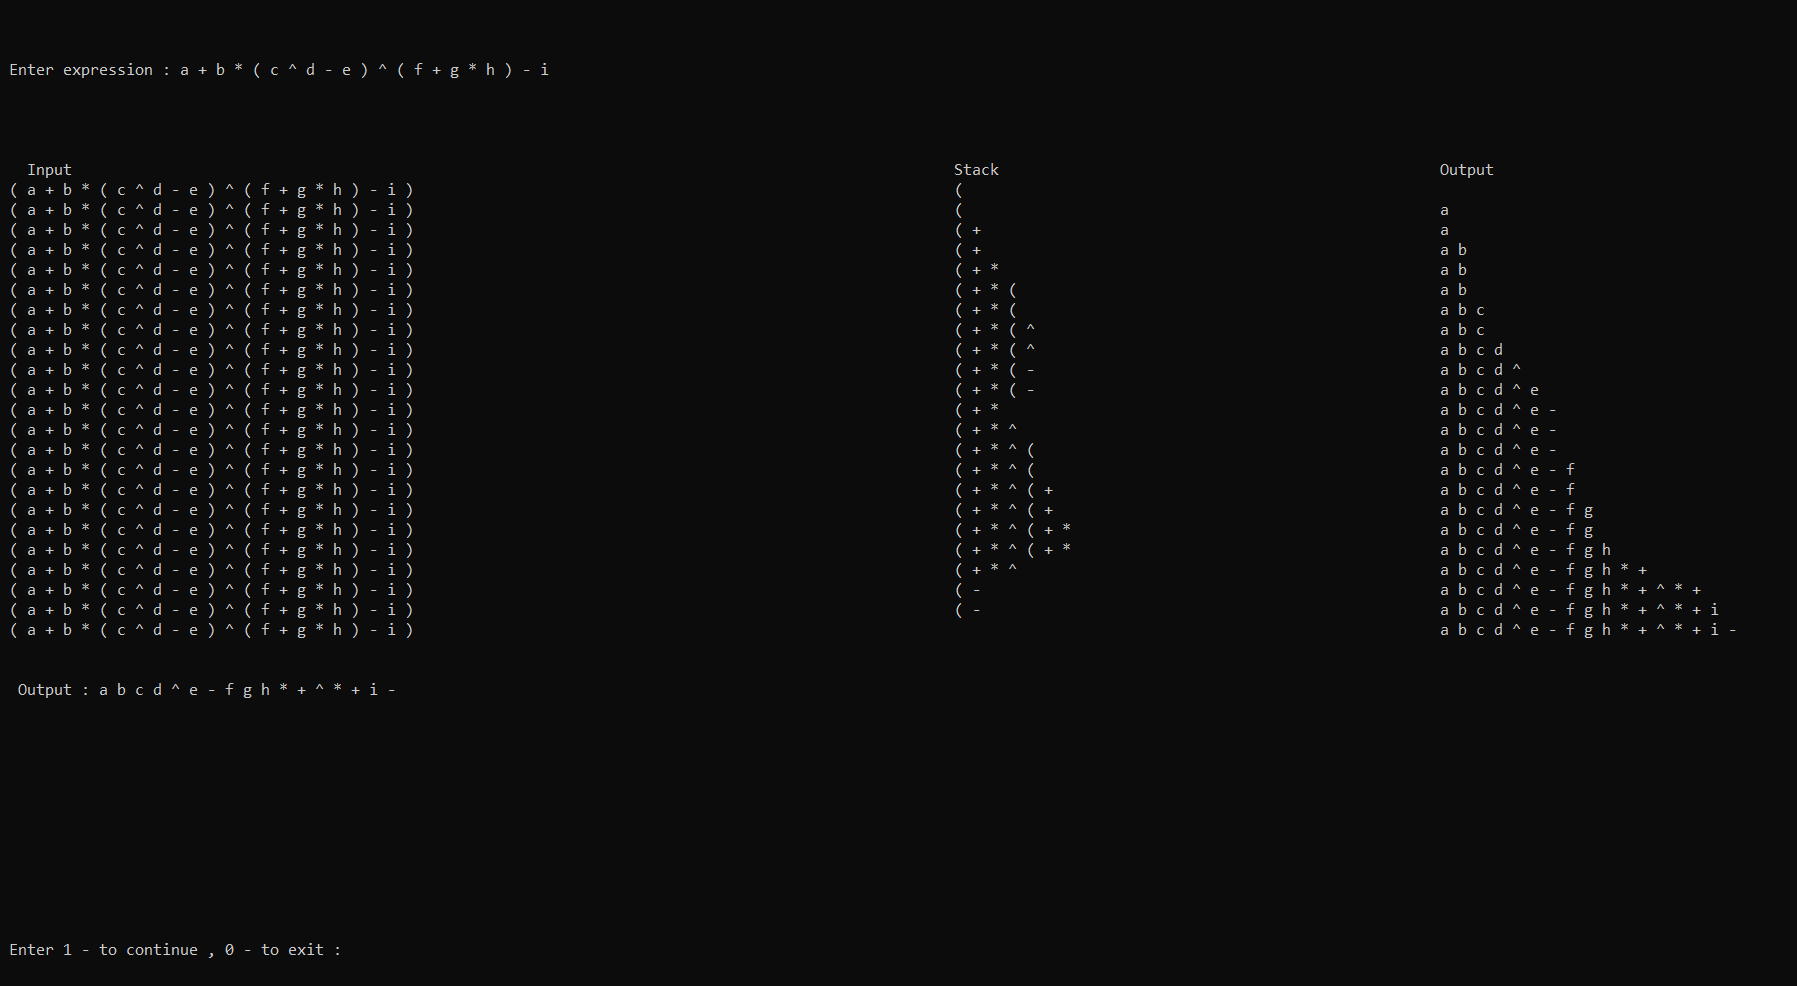 Enter expression : a + b * ( c ^ d - e ) ^ ( f + g * h ) - i
Input Stack Output
( a + b * ( c ^ d - e ) ^ ( f + g * h ) - i ) (
( a + b * ( c ^ d - e ) ^ ( f + g * h ) - i ) ( a
( a + b * ( c ^ d - e ) ^ ( f + g * h ) - i ) ( + a
( a + b * ( c ^ d - e ) ^ ( f + g * h ) - i ) ( + a b
( a + b * ( c ^ d - e ) ^ ( f + g * h ) - i ) ( + * a b
( a + b * ( c ^ d - e ) ^ ( f + g * h ) - i ) ( + * ( a b
( a + b * ( c ^ d - e ) ^ ( f + g * h ) - i ) ( + * ( a b c
( a + b * ( c ^ d - e ) ^ ( f + g * h ) - i ) ( + * ( ^ a b c
( a + b * ( c ^ d - e ) ^ ( f + g * h ) - i ) ( + * ( ^ a b c d
( a + b * ( c ^ d - e ) ^ ( f + g * h ) - i ) ( + * ( - a b c d ^
( a + b * ( c ^ d - e ) ^ ( f + g * h ) - i ) ( + * ( - a b c d ^ e
( a + b * ( c ^ d - e ) ^ ( f + g * h ) - i ) ( + * a b c d ^ e -
( a + b * ( c ^ d - e ) ^ ( f + g * h ) - i ) ( + * ^ a b c d ^ e -
( a + b * ( c ^ d - e ) ^ ( f + g * h ) - i ) ( + * ^ ( a b c d ^ e -
( a + b * ( c ^ d - e ) ^ ( f + g * h ) - i ) ( + * ^ ( a b c d ^ e - f
( a + b * ( c ^ d - e ) ^ ( f + g * h ) - i ) ( + * ^ ( + a b c d ^ e - f
( a + b * ( c ^ d - e ) ^ ( f + g * h ) - i ) ( + * ^ ( + a b c d ^ e - f g
( a + b * ( c ^ d - e ) ^ ( f + g * h ) - i ) ( + * ^ ( + * a b c d ^ e - f g
( a + b * ( c ^ d - e ) ^ ( f + g * h ) - i ) ( + * ^ ( + * a b c d ^ e - f g h
( a + b * ( c ^ d - e ) ^ ( f + g * h ) - i ) ( + * ^ a b c d ^ e - f g h * +
( a + b * ( c ^ d - e ) ^ ( f + g * h ) - i ) ( - a b c d ^ e - f g h * + ^ * +
( a + b * ( c ^ d - e ) ^ ( f + g * h ) - i ) ( - a b c d ^ e - f g h * + ^ * + i
( a + b * ( c ^ d - e ) ^ ( f + g * h ) - i ) a b c d ^ e - f g h * + ^ * + i -
Output : a b c d ^ e - f g h * + ^ * + i -
Enter 1 - to continue , 0 - to exit :